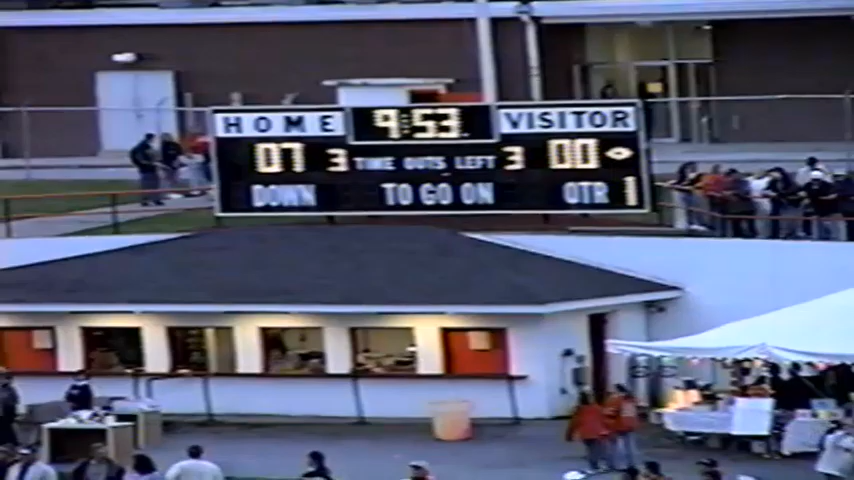 HOME 9:53 VISITOR
07 3 TIME OUTS LEFT 3 00
DOWN TO GO ON QTR 1